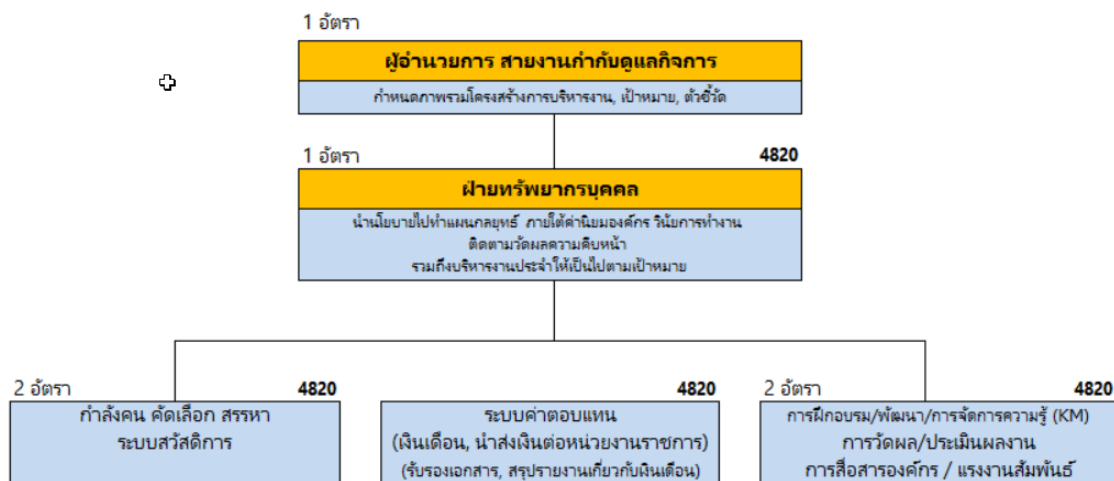 1 อัตรา
ผู้อำนวยการ สายงานกำกับดูแลกิจการ
กำหนดภาพรวมโครงสร้างการบริหารงาน, เป้าหมาย, ตัวชี้วัด
1 อัตรา 4820
ฝ่ายทรัพยากรบุคคล
นำนโยบายไปทำแผนกลยุทธ์ ภายใต้ค่านิยมองค์กร วินัยการทำงาน
ติดตามวัดผลความคืบหน้า
รวมถึงบริหารงานประจำให้เป็นไปตามเป้าหมาย
2 อัตรา 4820
กำลังคน คัดเลือก สรรหา
ระบบสวัสดิการ
4820
ระบบค่าตอบแทน
(เงินเดือน, นำส่งเงินต่อหน่วยงานราชการ)
(รับรองเอกสาร, สรุปรายงานเกี่ยวกับเงินเดือน)
2 อัตรา 4820
การฝึกอบรม/พัฒนา/การจัดการความรู้ (KM)
การวัดผล/ประเมินผลงาน
การสื่อสารองค์กร / แรงงานสัมพันธ์